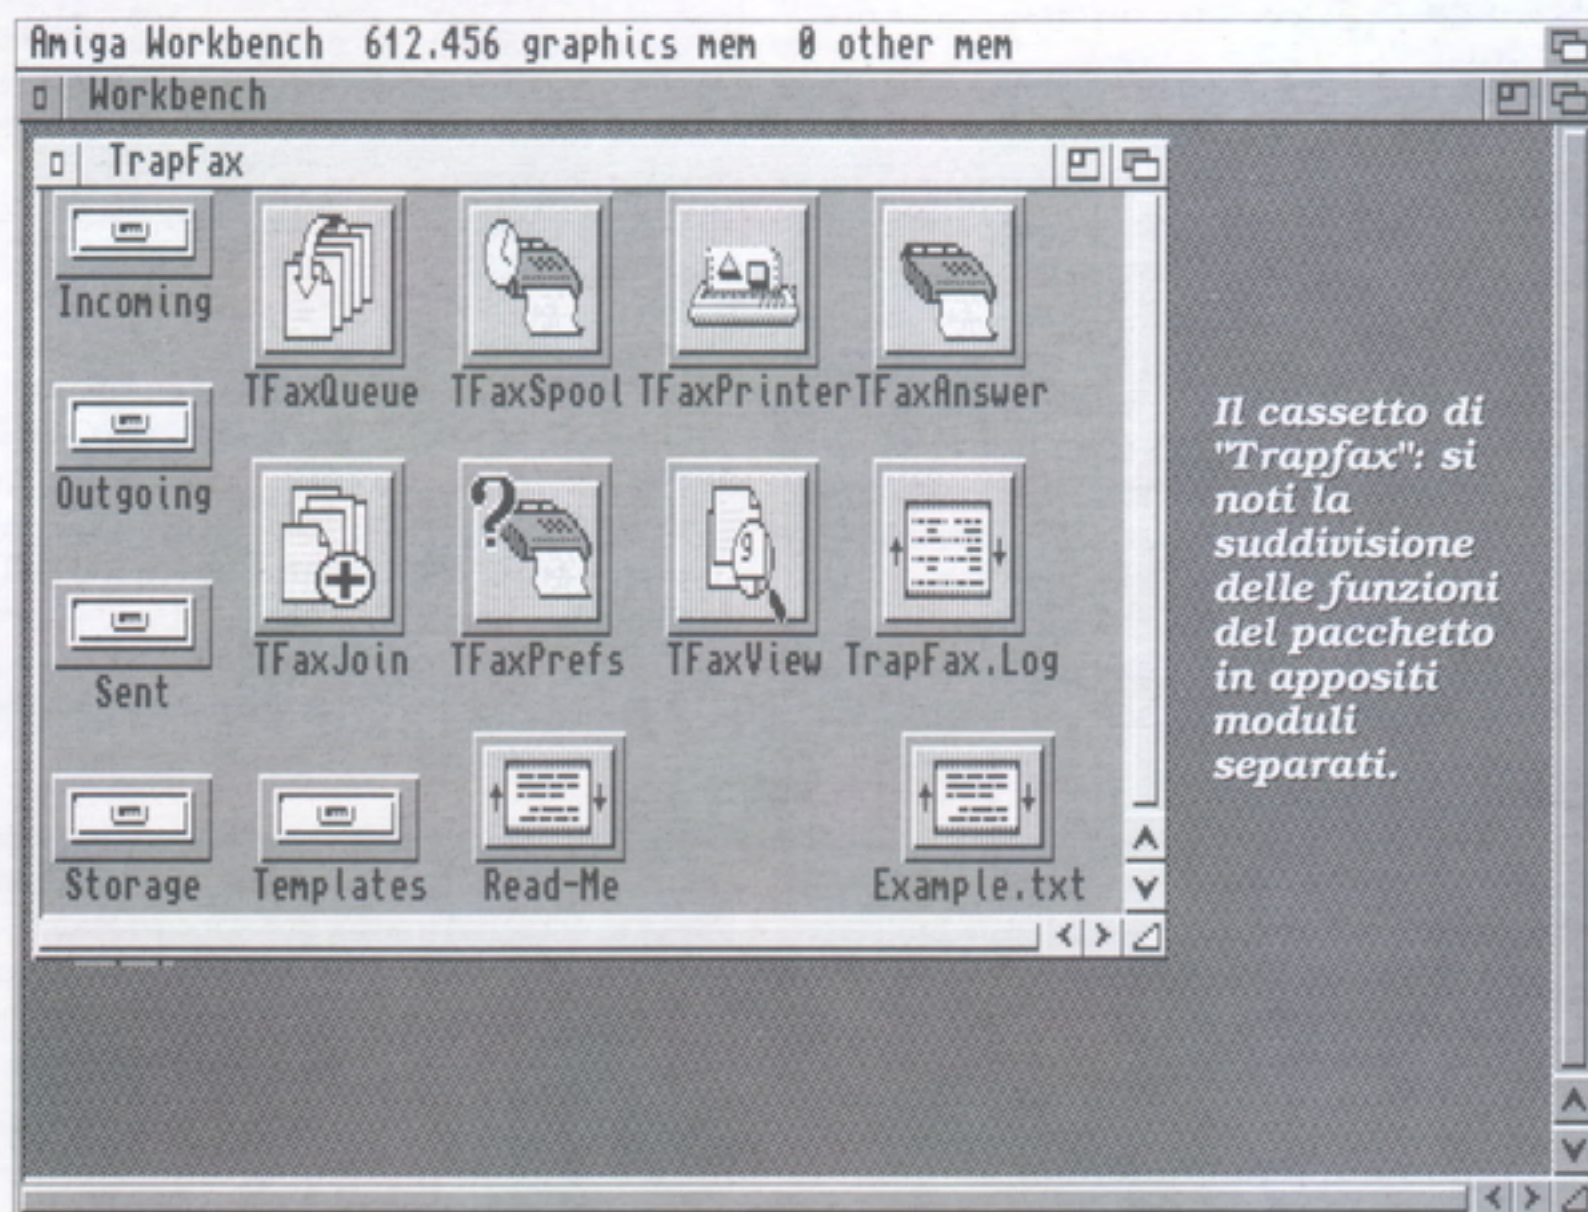 Amiga Workbench 612.456 graphics mem 0 other mem
Workbench
TrapFax
Incoming
TFaxQueue TFaxSpool TFaxPrinter TFaxAnswer
Outgoing
TFaxJoin TFaxPrefs TFaxView TrapFax.Log
Sent
Storage Templates Read-Me Example.txt
Il cassetto di
"Trapfax": si
noti la
suddivisione
delle funzioni
del pacchetto
in appositi
moduli
separati.